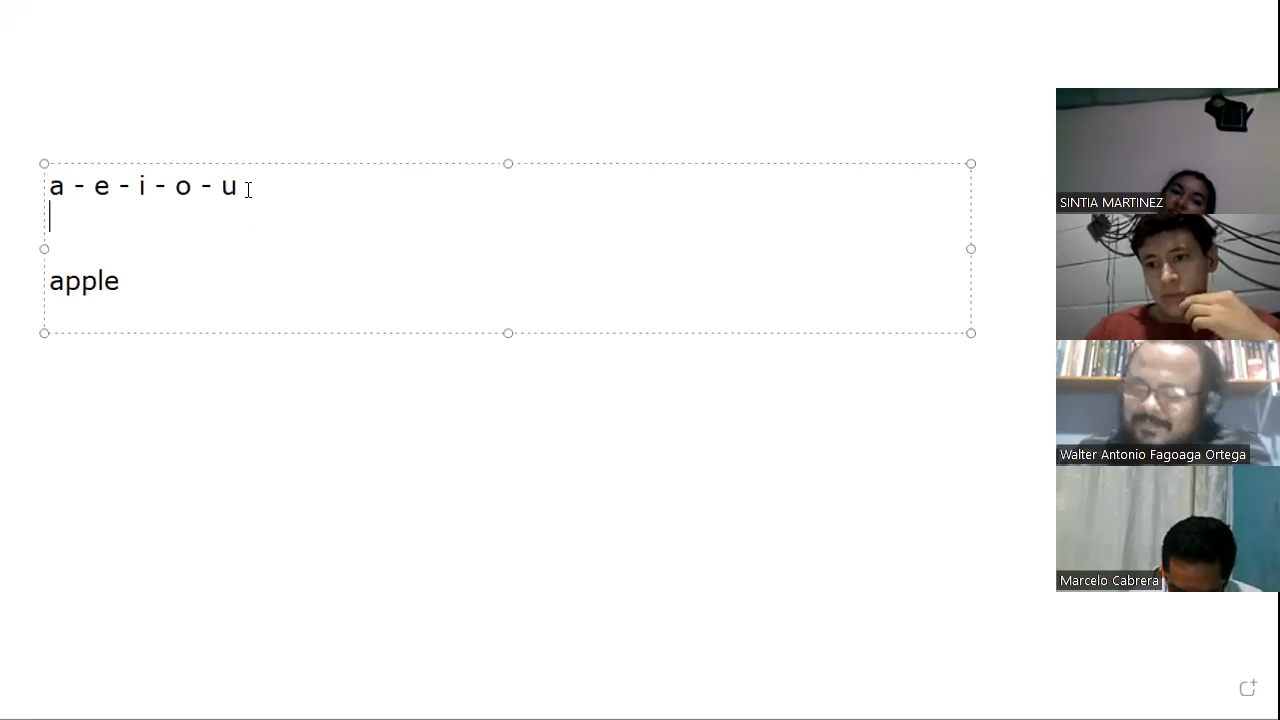 a - e - i - o - u
apple
SINTIA MARTINEZ
Walter Antonio Fagoaga Ortega
Marcelo Cabrera